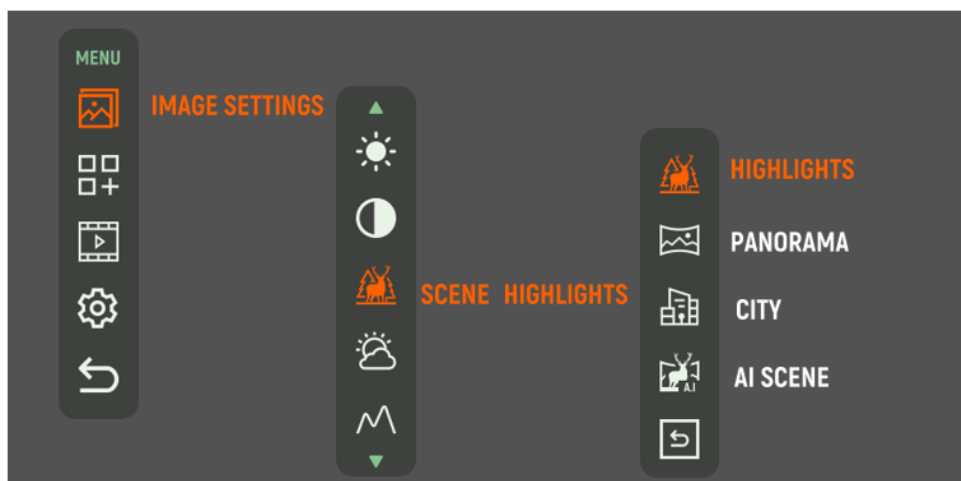 MENU
IMAGE SETTINGS
SCENE HIGHLIGHTS
HIGHLIGHTS
PANORAMA
CITY
A.I
AI SCENE